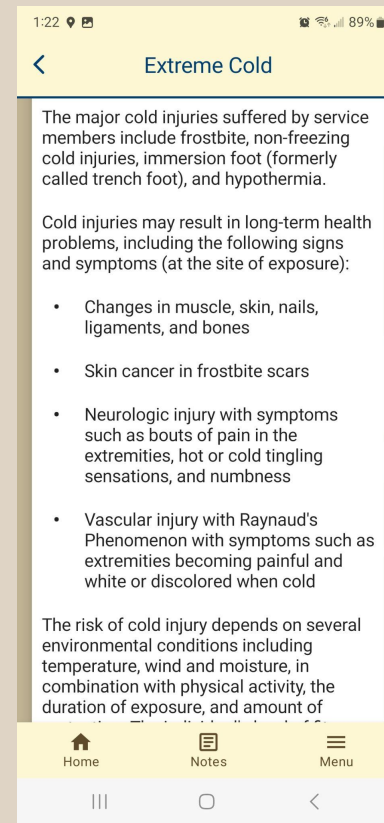 1:22 89%
Extreme Cold
The major cold injuries suffered by service
members include frostbite, non-freezing
cold injuries, immersion foot (formerly
called trench foot), and hypothermia.
Cold injuries may result in long-term health
problems, including the following signs
and symptoms (at the site of exposure):
• Changes in muscle, skin, nails,
ligaments, and bones
• Skin cancer in frostbite scars
• Neurologic injury with symptoms
such as bouts of pain in the
extremities, hot or cold tingling
sensations, and numbness
• Vascular injury with Raynaud's
Phenomenon with symptoms such as
extremities becoming painful and
white or discolored when cold
The risk of cold injury depends on several
environmental conditions including
temperature, wind and moisture, in
combination with physical activity, the
duration of exposure, and amount of
Home Notes Menu